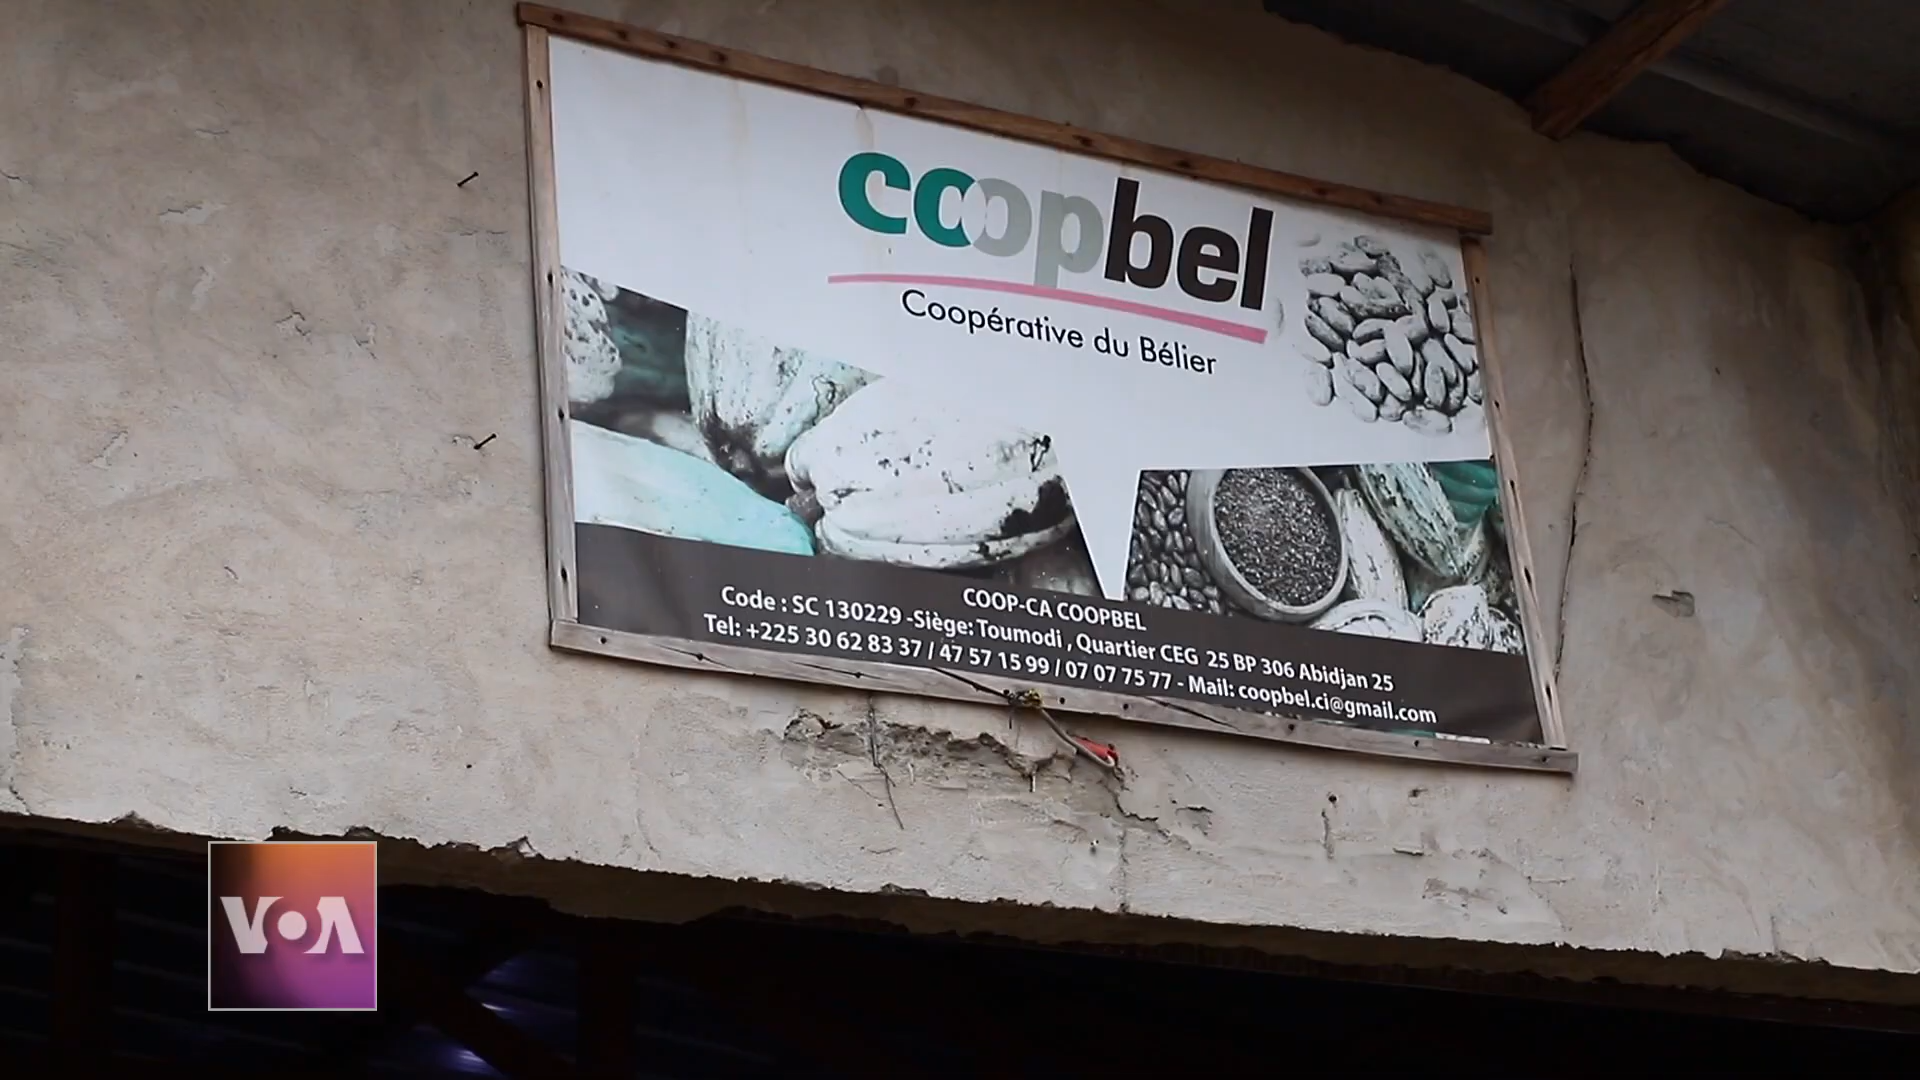 coopbel
Coopérative du Bélier
COOP-CA COOPBEL
Code : SC 130229 -Siège: Toumodi , Quartier CEG 25 BP 306 Abidjan 25
Tel: +225 30 62 83 37 / 47 57 15 99 / 07 07 75 77 - Mail: coopbel.ci@gmail.com
VOA